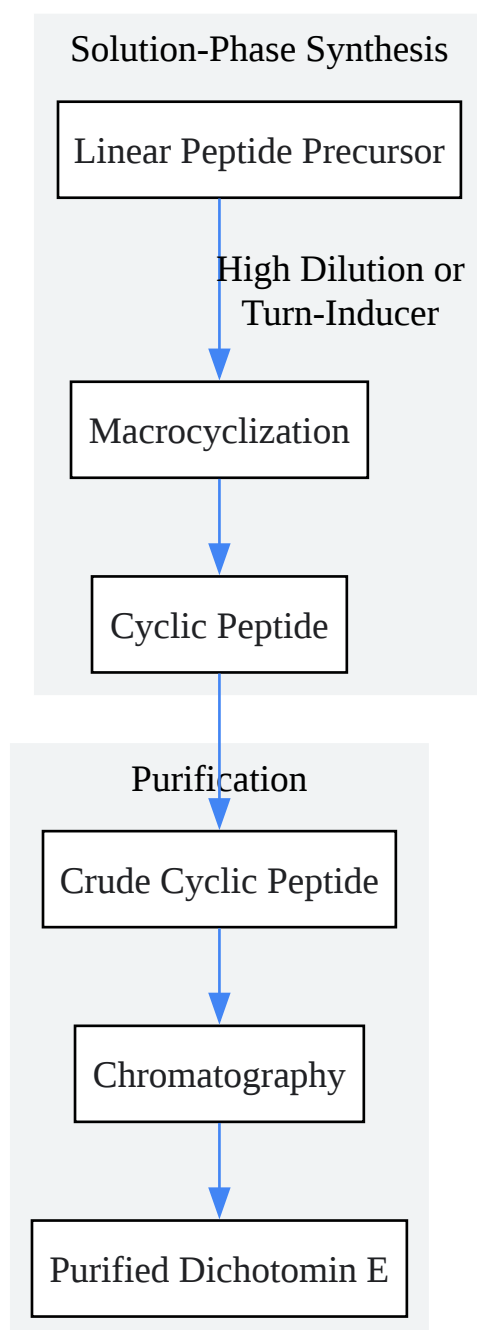 Solution-Phase Synthesis
Linear Peptide Precursor
High Dilution or
Turn-Inducer
Macrocyclization
Cyclic Peptide
Purification
Crude Cyclic Peptide
Chromatography
Purified Dichotomin E